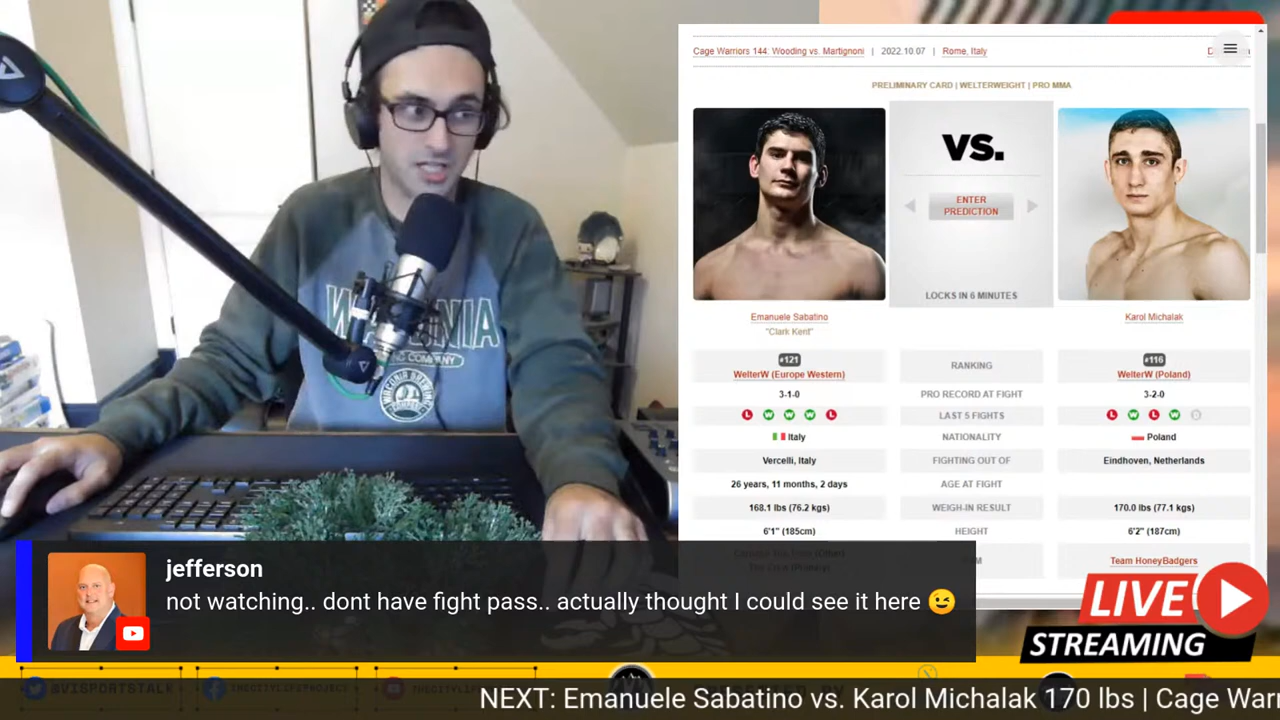 Cage Warriors 144: Wooding vs. Martignoni | 2022.10.07 | Rome, Italy
PRELIMINARY CARD | WELTERWEIGHT | PRO MMA
VS.
ENTER
PREDICTION
LOCKS IN 6 MINUTES
Emanuele Sabatino
"Clark Kent"
Karol Michalak
#121 RANKING #116
WelterW (Europe Western) WelterW (Poland)
3-1-0 PRO RECORD AT FIGHT 3-2-0
L W W W L LAST 5 FIGHTS L W L W D
Italy NATIONALITY Poland
Vercelli, Italy FIGHTING OUT OF Eindhoven, Netherlands
26 years, 11 months, 2 days AGE AT FIGHT
168.1 lbs (76.2 kgs) WEIGH-IN RESULT 170.0 lbs (77.1 kgs)
6'1" (185cm) HEIGHT 6'2" (187cm)
Team HoneyBadgers
jefferson
not watching.. dont have fight pass.. actually thought I could see it here 😉
LIVE
STREAMING
@V1SPORTSTALK THECITYLIFEPROJECT
NEXT: Emanuele Sabatino vs. Karol Michalak 170 lbs | Cage War